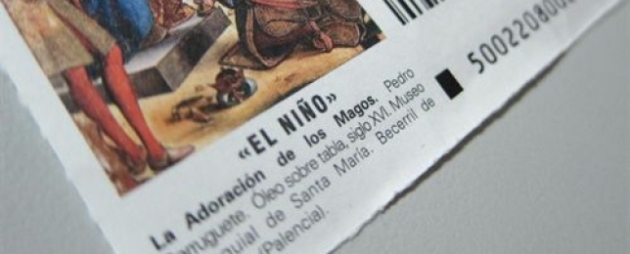 «EL NIÑO»
La Adoración de los Magos. Pedro
Berruguete. Óleo sobre tabla, siglo XVI. Museo
Parroquial de Santa María. Becerril de
(Palencia).
5002208000